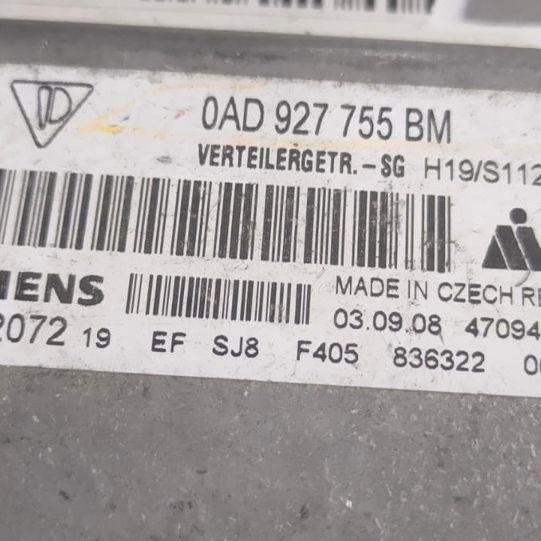 0AD 927 755 BM
VERTEILERGETR.-SG H19/S112
MADE IN CZECH
03.09.08 47094
19 EF SJ8 F405 836322